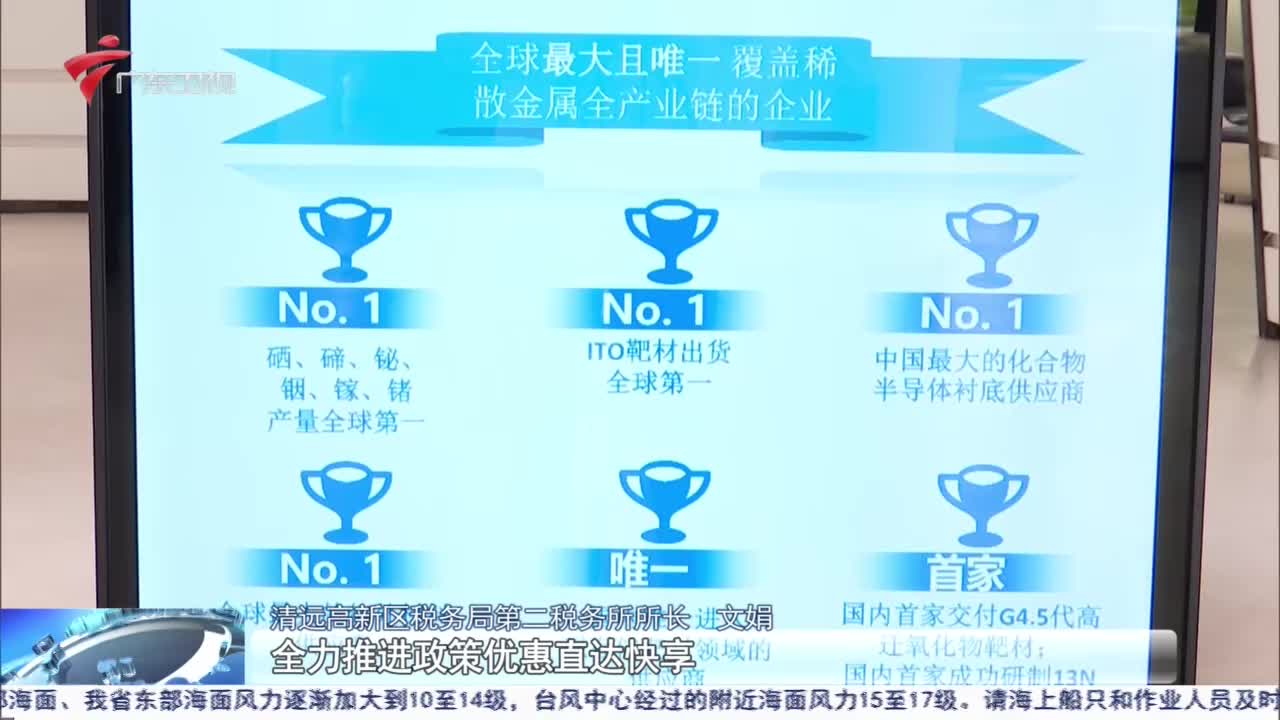 广东卫视
全球最大且唯一 覆盖稀
散金属全产业链的企业
No. 1
No. 1
No. 1
硒、碲、铋、
铟、镓、锗
产量全球第一
ITO靶材出货
全球第一
中国最大的化合物
半导体衬底供应商
No. 1
唯一
首家
进
领域的
国内首家交付G4.5代高
氧化物靶材；
国内首家成功研制13N
清远高新区税务局第二税务所所长 文娟
全力推进政策优惠直达快享
部海面、我省东部海面风力逐渐加大到10至14级，台风中心经过的附近海面风力15至17级。请海上船只和作业人员及时